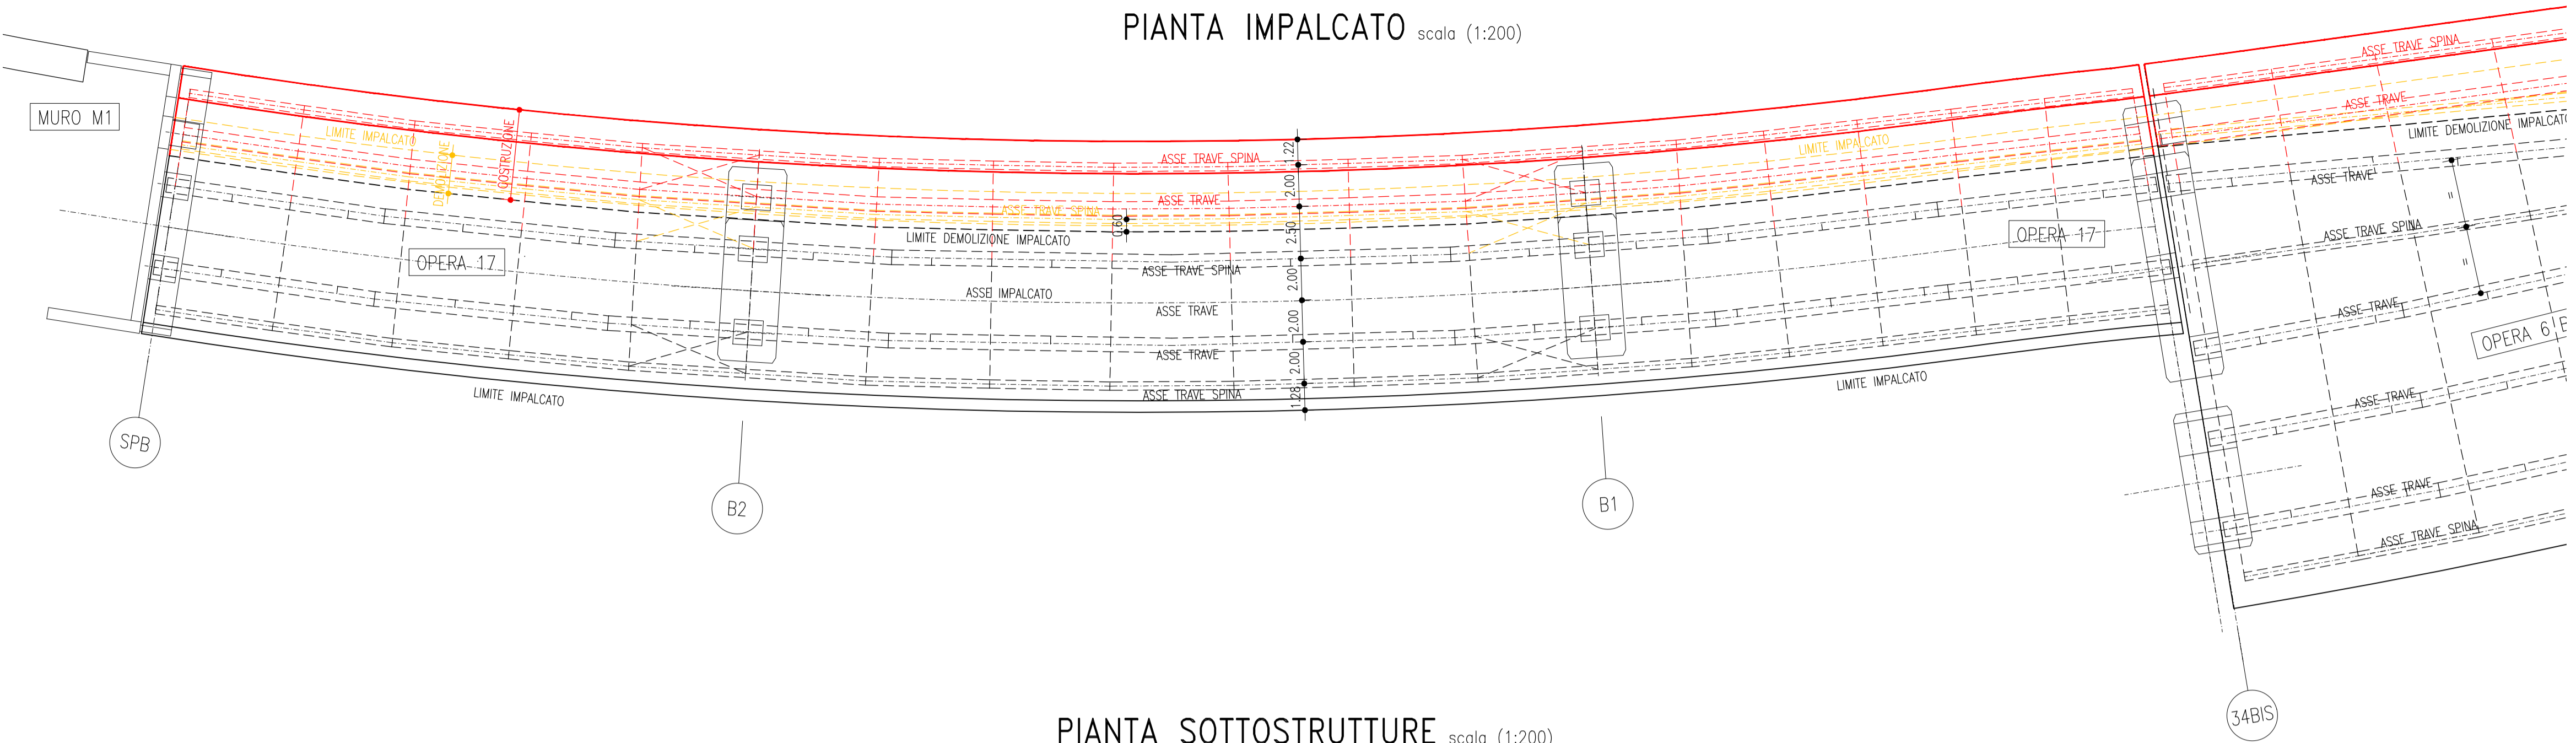 PIANTA IMPALCATO scala (1:200)
MURO M1
LIMITE IMPALCATO
DEMOLIZIONE
COSTRUZIONE
OPERA 17
ASSE TRAVE SPINA
ASSE TRAVE
ASSE TRAVE SPINA
0.60
LIMITE DEMOLIZIONE IMPALCATO
ASSE TRAVE SPINA
ASSE IMPALCATO
ASSE TRAVE
ASSE TRAVE
ASSE TRAVE SPINA
1.22
2.00
2.50
2.00
2.00
2.00
1.28
LIMITE IMPALCATO
LIMITE IMPALCATO
OPERA 17
LIMITE IMPALCATO
ASSE TRAVE SPINA
ASSE TRAVE
LIMITE DEMOLIZIONE IMPALCATO
ASSE TRAVE
=
ASSE TRAVE SPINA
=
ASSE TRAVE
OPERA 6
ASSE TRAVE
ASSE TRAVE
ASSE TRAVE SPINA
SPB
B2
B1
34BIS
PIANTA SOTTOSTRUTTURE scala (1:200)